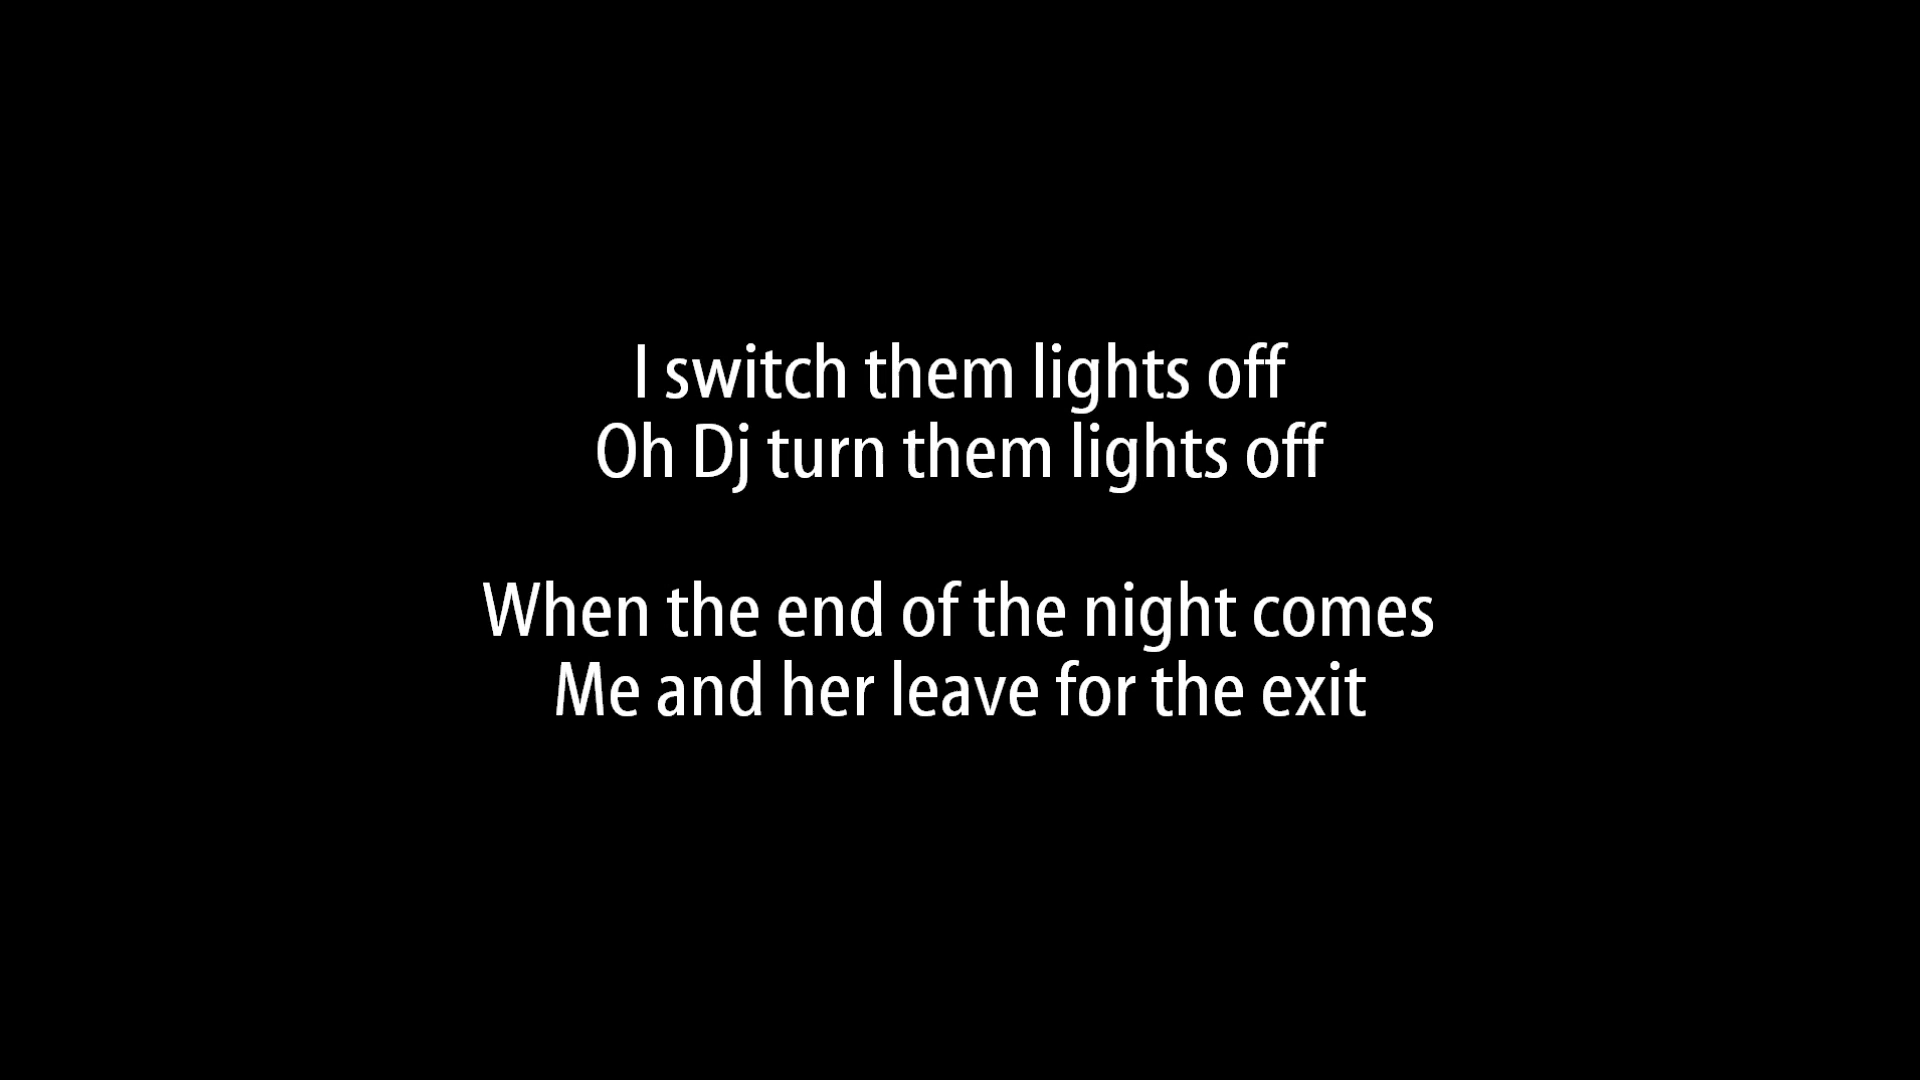 I switch them lights off
Oh Dj turn them lights off
When the end of the night comes
Me and her leave for the exit